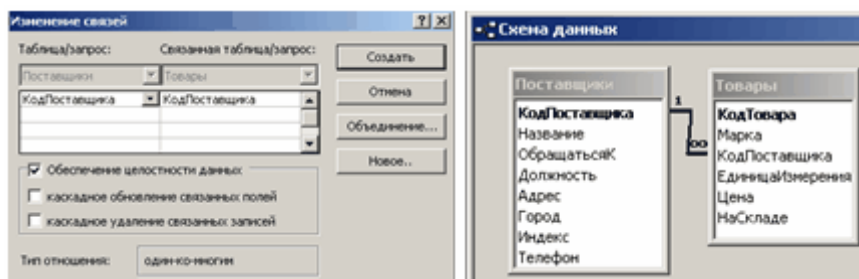 Изменение связей
Таблица/запрос: Связанная таблица/запрос:
Поставщики Товары
КодПоставщика КодПоставщика
Обеспечение целостности данных
каскадное обновление связанных полей
каскадное удаление связанных записей
Тип отношения: один-ко-многим
Создать
Отмена
Объединение...
Новое..
Схема данных
Поставщики
КодПоставщика
Название
ОбращатьсяК
Должность
Адрес
Город
Индекс
Телефон
1
∞
Товары
КодТовара
Марка
КодПоставщика
ЕдиницаИзмерения
Цена
НаСкладе